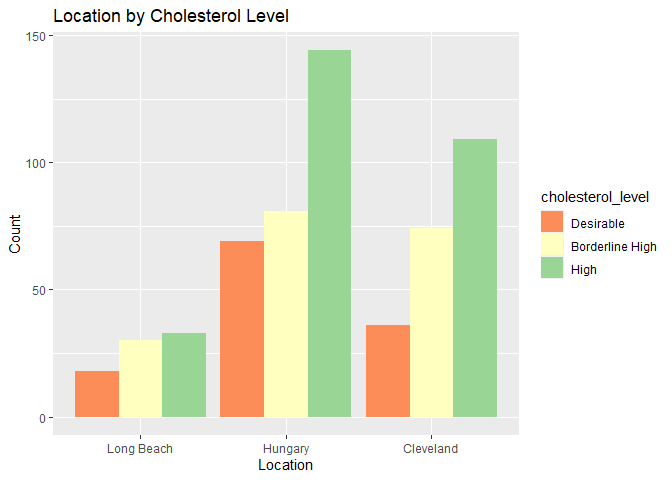 Location by Cholesterol Level
150
100
50
0
Count
Long Beach
Hungary
Cleveland
Location
cholesterol_level
Desirable
Borderline High
High